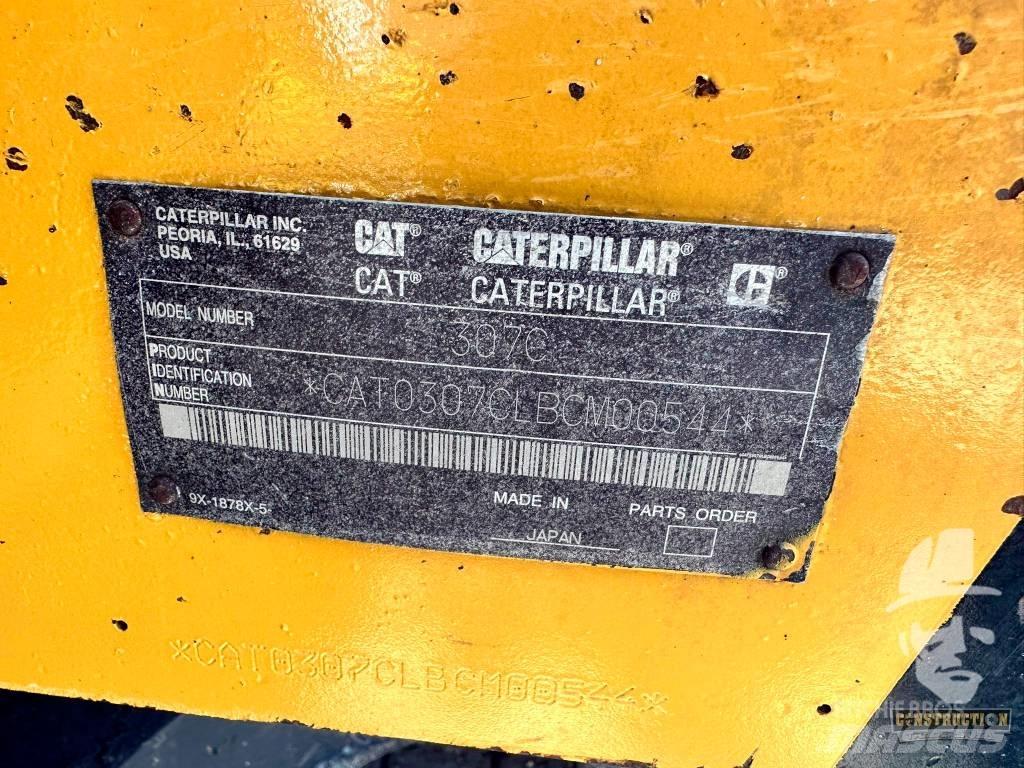 CATERPILLAR INC.
PEORIA, IL., 61629
USA
CAT® CATERPILLAR®
CAT® CATERPILLAR®
MODEL NUMBER 307C
PRODUCT
IDENTIFICATION
NUMBER *CAT0307CLBCM00544*
9X-1878X-5
MADE IN
JAPAN
PARTS ORDER
*CAT0307CLBCM00544*
CONSTRUCTION